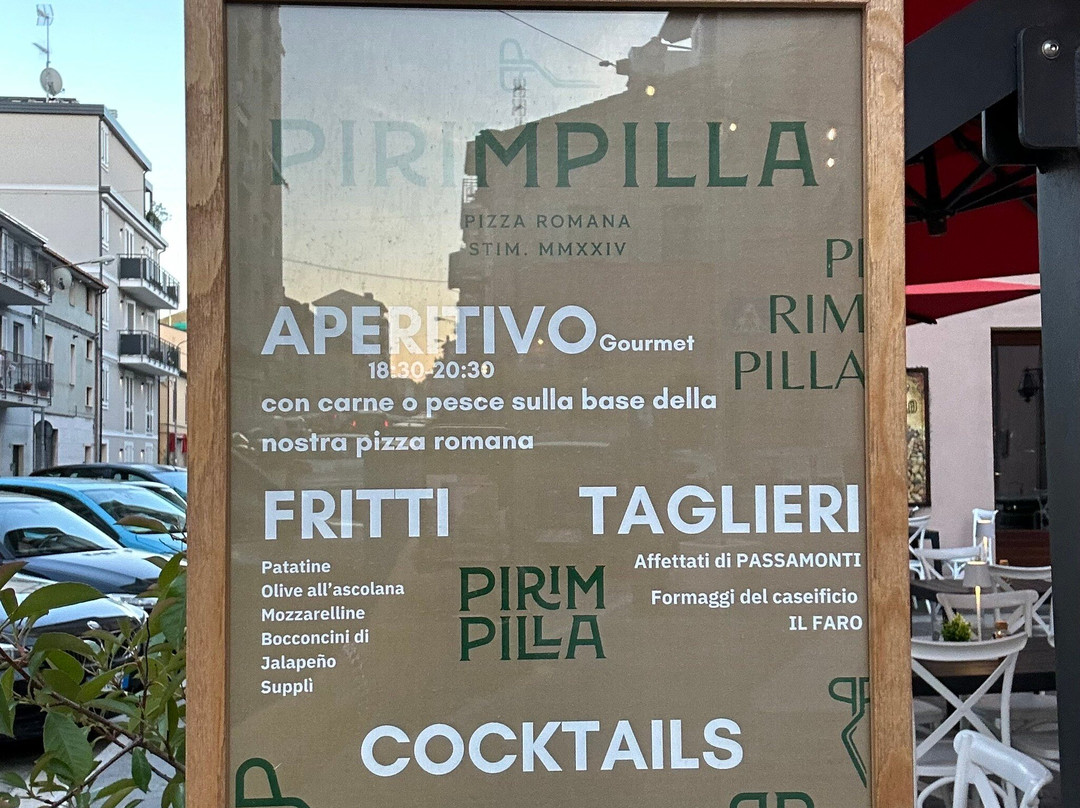 PIRIMPILLA
PIZZA ROMANA
STIM. MMXXIV
PI
RIM
PILLA
APERITIVO Gourmet
18:30-20:30
con carne o pesce sulla base della
nostra pizza romana
FRITTI
Patatine
Olive all'ascolana
Mozzarelline
Bocconcini di
Jalapeño
Supplì
TAGLIERI
Affettati di PASSAMONTI
Formaggi del caseificio
IL FARO
PIRIM
PILLA
COCKTAILS